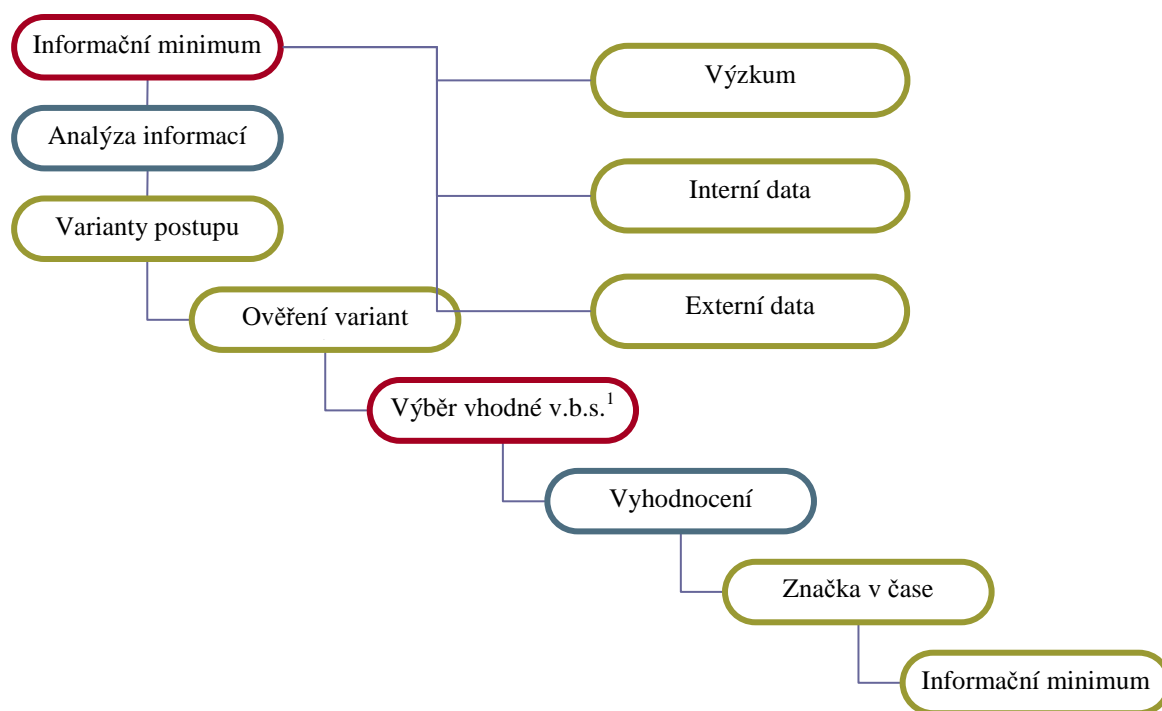 Informační minimum
Výzkum
Analýza informací
Interní data
Varianty postupu
Externí data
Ověření variant
Výběr vhodné v.b.s.¹
Vyhodnocení
Značka v čase
Informační minimum